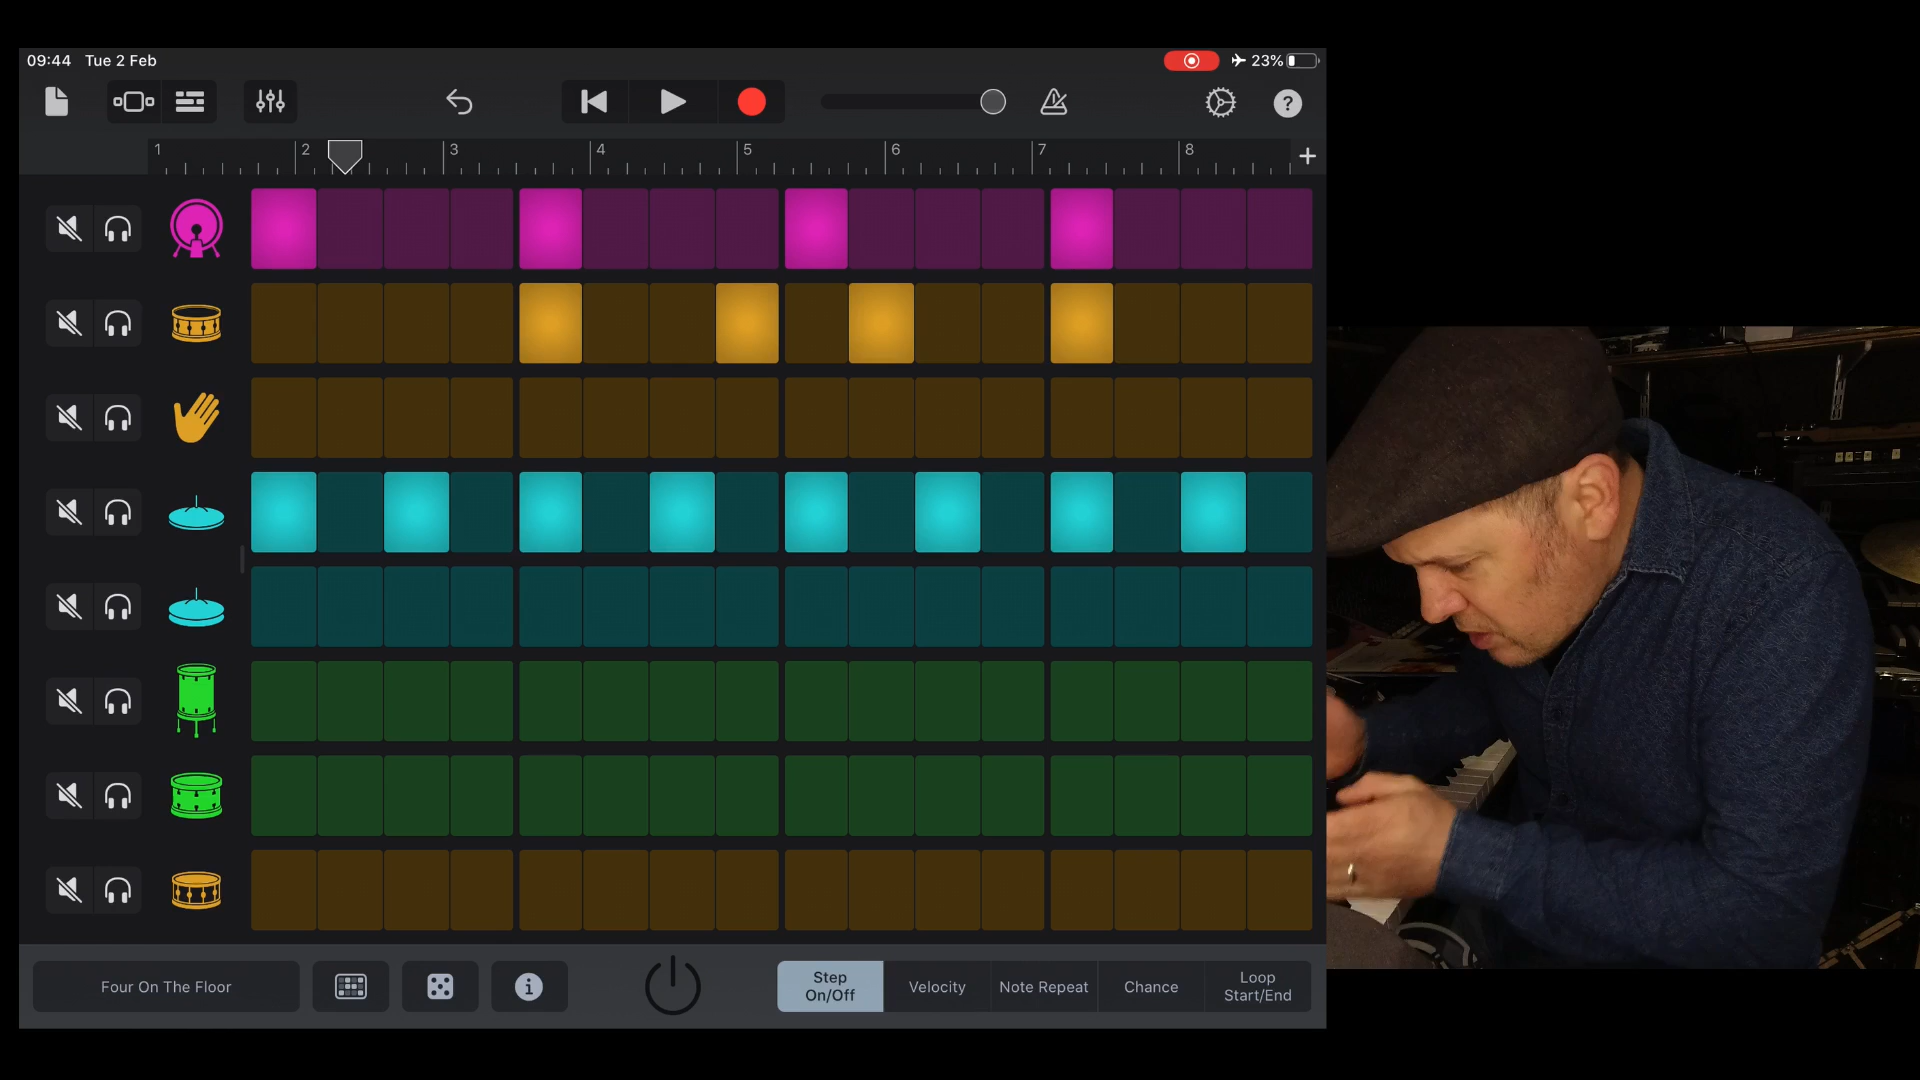 09:44 Tue 2 Feb
23%
?
1 2 3 4 5 6 7 8 +
Four On The Floor
i
Step
On/Off
Velocity
Note Repeat
Chance
Loop
Start/End